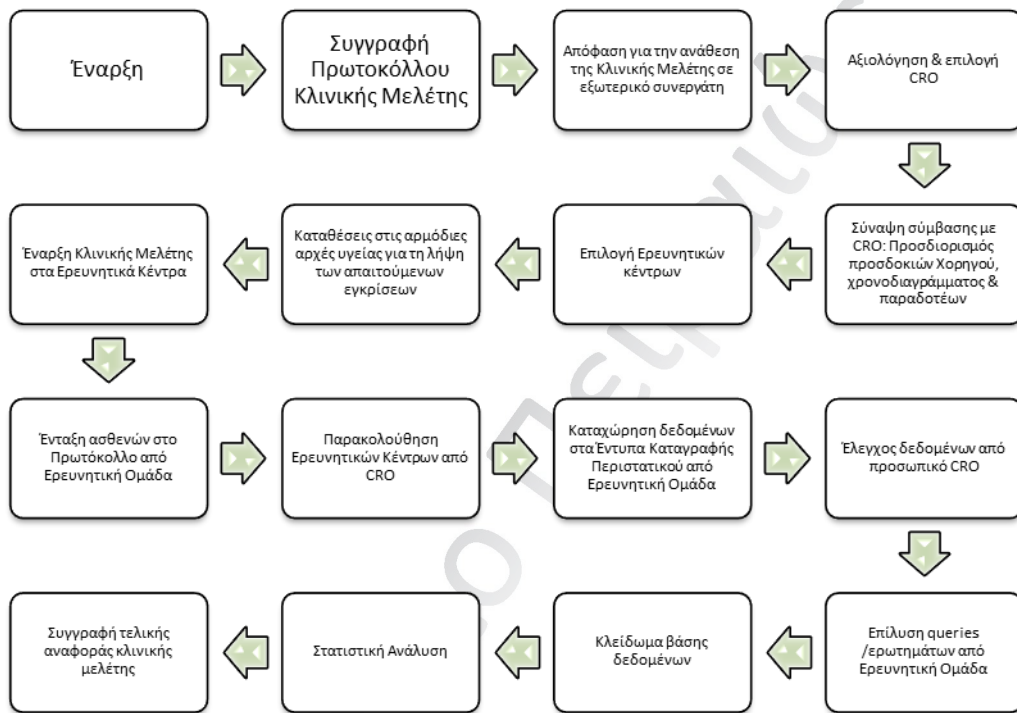 Έναρξη
Συγγραφή
Πρωτοκόλλου
Κλινικής Μελέτης
Απόφαση για την ανάθεση
της Κλινικής Μελέτης σε
εξωτερικό συνεργάτη
Αξιολόγηση & επιλογή
CRO
Σύναψη σύμβασης με
CRO: Προσδιορισμός
προσδοκιών Χορηγού,
χρονοδιαγράμματος &
παραδοτέων
Επιλογή Ερευνητικών
κέντρων
Καταθέσεις στις αρμόδιες
αρχές υγείας για τη λήψη
των απαιτούμενων
εγκρίσεων
Έναρξη Κλινικής Μελέτης
στα Ερευνητικά Κέντρα
Ένταξη ασθενών στο
Πρωτόκολλο από
Ερευνητική Ομάδα
Παρακολούθηση
Ερευνητικών Κέντρων από
CRO
Καταχώρηση δεδομένων
στα Έντυπα Καταγραφής
Περιστατικού από
Ερευνητική Ομάδα
Έλεγχος δεδομένων από
προσωπικό CRO
Επίλυση queries
/ερωτημάτων από
Ερευνητική Ομάδα
Κλείδωμα βάσης
δεδομένων
Στατιστική Ανάλυση
Συγγραφή τελικής
αναφοράς κλινικής
μελέτης